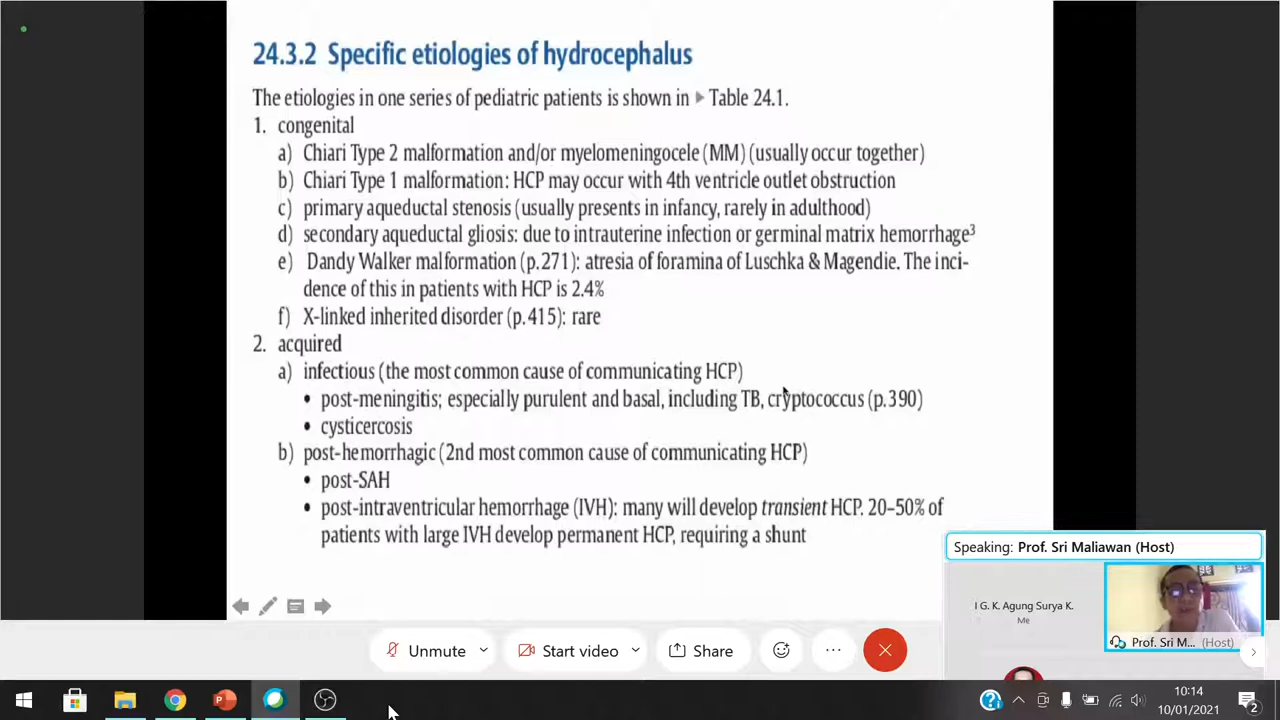 24.3.2 Specific etiologies of hydrocephalus
The etiologies in one series of pediatric patients is shown in ▶ Table 24.1.
1. congenital
a) Chiari Type 2 malformation and/or myelomeningocele (MM) (usually occur together)
b) Chiari Type 1 malformation: HCP may occur with 4th ventricle outlet obstruction
c) primary aqueductal stenosis (usually presents in infancy, rarely in adulthood)
d) secondary aqueductal gliosis: due to intrauterine infection or germinal matrix hemorrhage³
e) Dandy Walker malformation (p. 271): atresia of foramina of Luschka & Magendie. The inci-
dence of this in patients with HCP is 2.4%
f) X-linked inherited disorder (p. 415): rare
2. acquired
a) infectious (the most common cause of communicating HCP)
• post-meningitis; especially purulent and basal, including TB, cryptococcus (p. 390)
• cysticercosis
b) post-hemorrhagic (2nd most common cause of communicating HCP)
• post-SAH
• post-intraventricular hemorrhage (IVH): many will develop transient HCP. 20–50% of
patients with large IVH develop permanent HCP, requiring a shunt
Speaking: Prof. Sri Maliawan (Host)
I G. K. Agung Surya K.
Me
Prof. Sri M... (Host)
Unmute
Start video
Share
10:14
10/01/2021
2